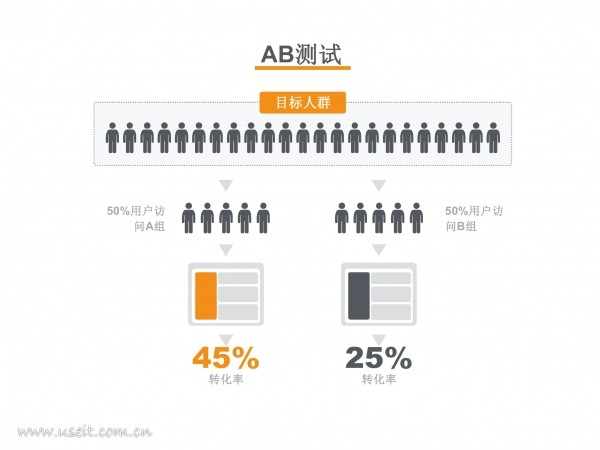 AB测试
目标人群
50%用户访
问A组
50%用户访
问B组
45%
转化率
25%
转化率
www.useit.com.cn